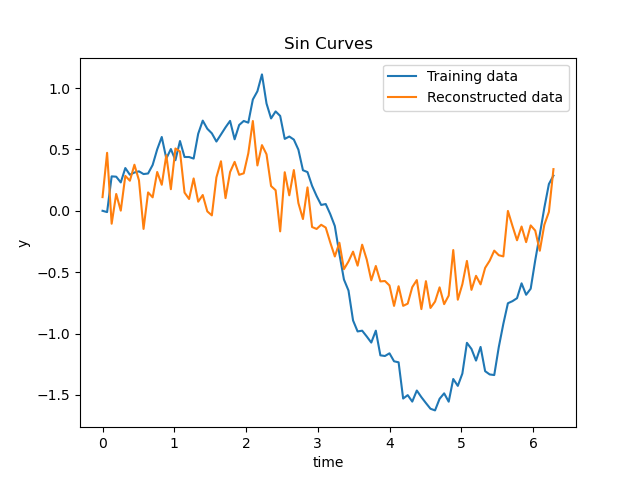 Sin Curves
Training data
Reconstructed data
1.0
0.5
0.0
−0.5
−1.0
−1.5
y
0 1 2 3 4 5 6
time